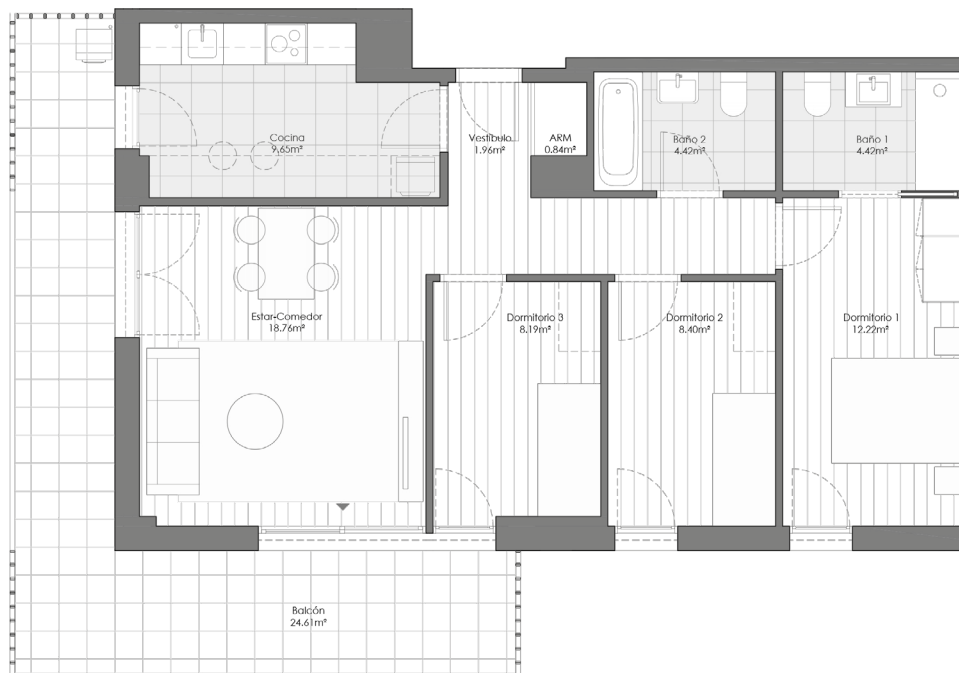 Cocina
9.65m²
Vestíbulo
1.96m²
ARM
0.84m²
Baño 2
4.42m²
Baño 1
4.42m²
Estar-Comedor
18.76m²
Dormitorio 3
8.19m²
Dormitorio 2
8.40m²
Dormitorio 1
12.22m²
Balcón
24.61m²